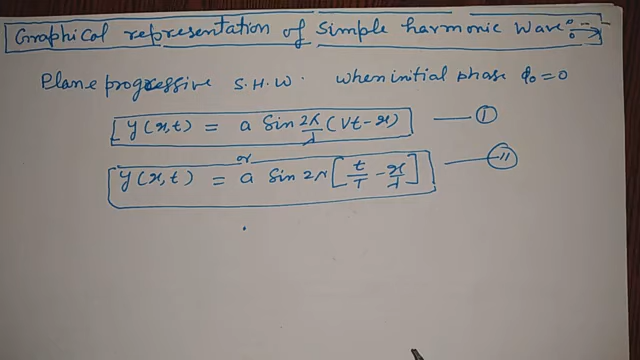 Graphical representation of Simple harmonic wave:-
Plane progressive S.H.W. when initial phase ϕ₀ = 0
y(x,t) = a Sin 2π/λ (Vt - x) — (I)
or
y(x,t) = a Sin 2π [t/T - x/λ] — (II)